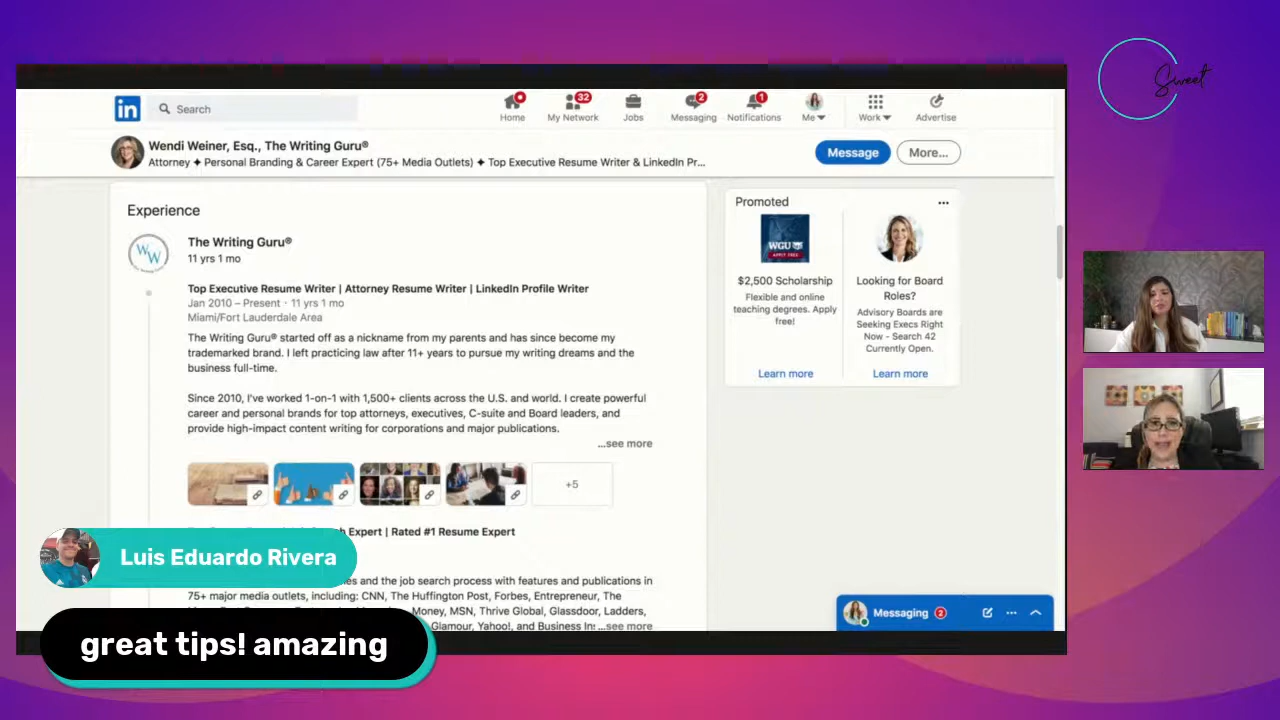 Sweet
in
Search
Home
32
My Network
Jobs
2
Messaging
1
Notifications
Me
Work
Advertise
Wendi Weiner, Esq., The Writing Guru®
Attorney ✦ Personal Branding & Career Expert (75+ Media Outlets) ✦ Top Executive Resume Writer & LinkedIn Pr...
Message
More...
Experience
WW
The Writing Guru®
11 yrs 1 mo
Top Executive Resume Writer | Attorney Resume Writer | LinkedIn Profile Writer
Jan 2010 – Present · 11 yrs 1 mo
Miami/Fort Lauderdale Area
The Writing Guru® started off as a nickname from my parents and has since become my
trademarked brand. I left practicing law after 11+ years to pursue my writing dreams and the
business full-time.
Since 2010, I've worked 1-on-1 with 1,500+ clients across the U.S. and world. I create powerful
career and personal brands for top attorneys, executives, C-suite and Board leaders, and
provide high-impact content writing for corporations and major publications.
...see more
+5
Expert | Rated #1 Resume Expert
and the job search process with features and publications in
75+ major media outlets, including: CNN, The Huffington Post, Forbes, Entrepreneur, The
Money, MSN, Thrive Global, Glassdoor, Ladders,
Glamour, Yahoo!, and Business In: ...see more
Promoted
WGU
APPLY FREE
$2,500 Scholarship
Flexible and online
teaching degrees. Apply
free!
Learn more
Looking for Board
Roles?
Advisory Boards are
Seeking Execs Right
Now - Search 42
Currently Open.
Learn more
Messaging 2
Luis Eduardo Rivera
great tips! amazing